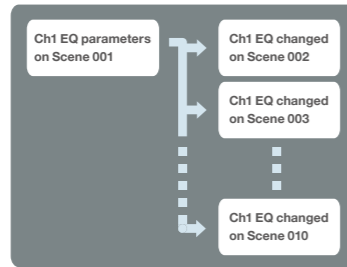 Ch1 EQ parameters
on Scene 001
Ch1 EQ changed
on Scene 002
Ch1 EQ changed
on Scene 003
Ch1 EQ changed
on Scene 010